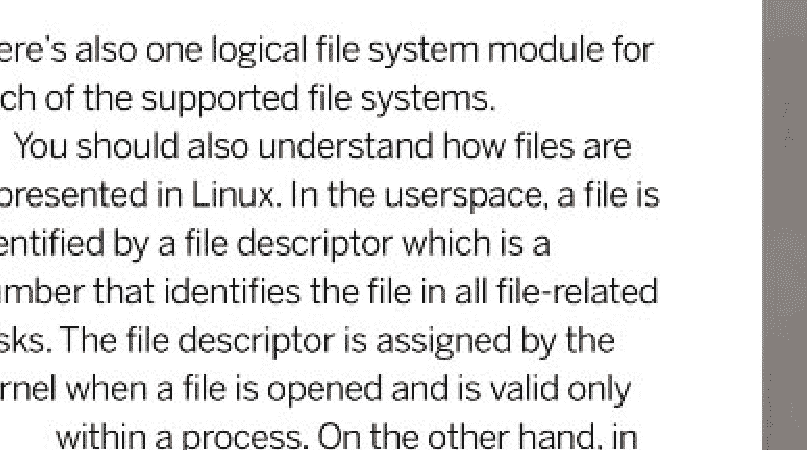 ere's also one logical file system module for
ch of the supported file systems.
You should also understand how files are
presented in Linux. In the userspace, a file is
entified by a file descriptor which is a
mber that identifies the file in all file-related
sks. The file descriptor is assigned by the
rnel when a file is opened and is valid only
within a process. On the other hand, in